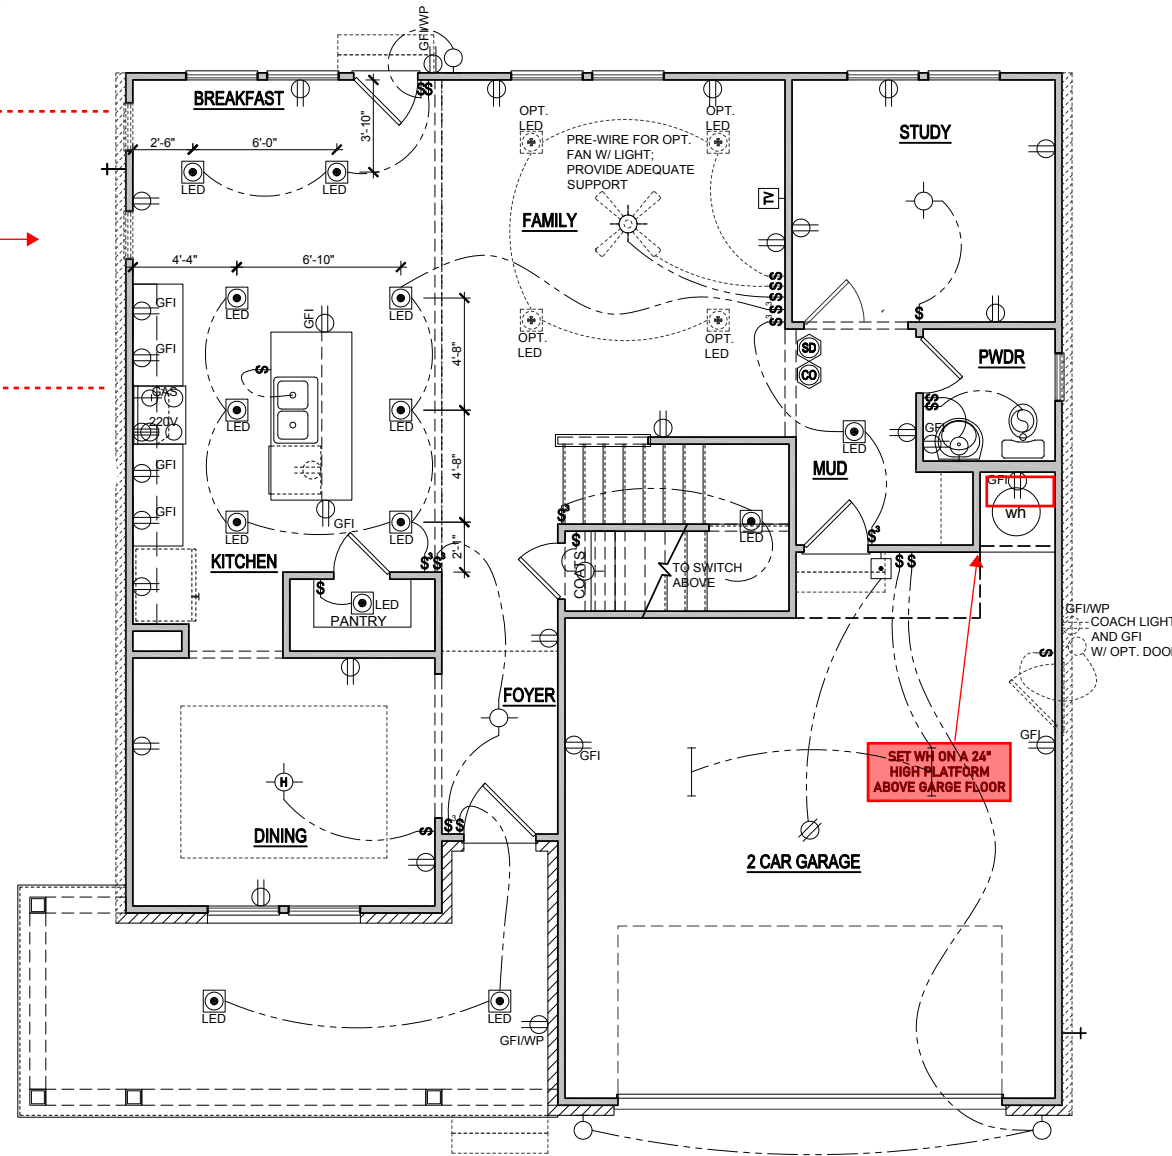 GFI/WP
BREAKFAST
3'-10"
2'-6"
6'-0"
LED
LED
OPT.
LED
OPT.
LED
PRE-WIRE FOR OPT.
FAN W/ LIGHT;
PROVIDE ADEQUATE
SUPPORT
STUDY
TV
FAMILY
4'-4"
6'-10"
GFI
GFI
GFI
LED
LED
OPT.
LED
OPT.
LED
4'-8"
SD
CO
PWDR
GAS
220V
LED
LED
GFI
4'-8"
LED
MUD
GFI
GFI
GFI
wh
GFI
LED
LED
LED
KITCHEN
2'-1"
COATS
TO SWITCH
ABOVE
LED
PANTRY
GFI/WP
COACH LIGHT
AND GFI
W/ OPT. DOO
FOYER
GFI
GFI
SET WH ON A 24"
HIGH PLATFORM
ABOVE GARGE FLOOR
H
DINING
2 CAR GARAGE
LED
LED
GFI/WP